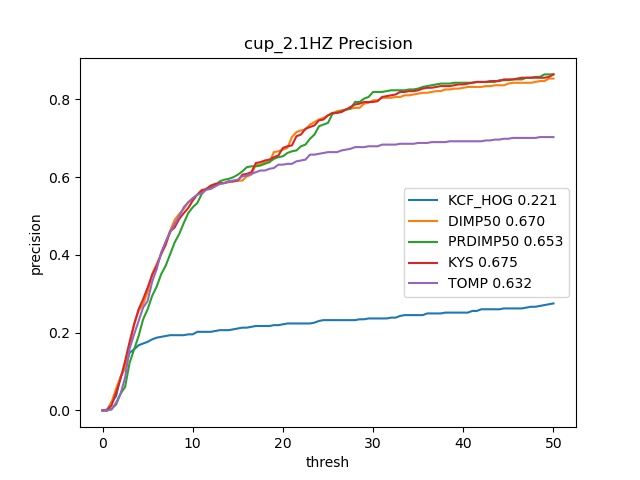 cup_2.1HZ Precision
precision
0.8
0.6
0.4
0.2
0.0
KCF_HOG 0.221
DIMP50 0.670
PRDIMP50 0.653
KYS 0.675
TOMP 0.632
0 10 20 30 40 50
thresh